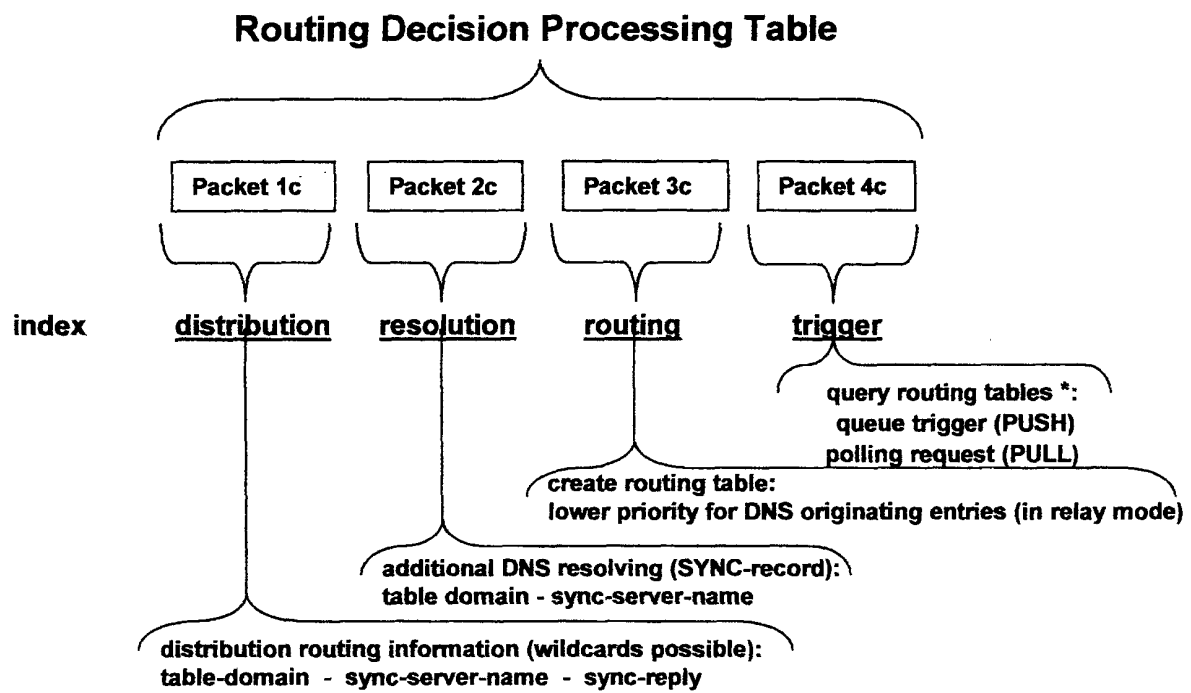 Routing Decision Processing Table
Packet 1c Packet 2c Packet 3c Packet 4c
index distribution resolution routing trigger
query routing tables *:
queue trigger (PUSH)
polling request (PULL)
create routing table:
lower priority for DNS originating entries (in relay mode)
additional DNS resolving (SYNC-record):
table domain - sync-server-name
distribution routing information (wildcards possible):
table-domain - sync-server-name - sync-reply